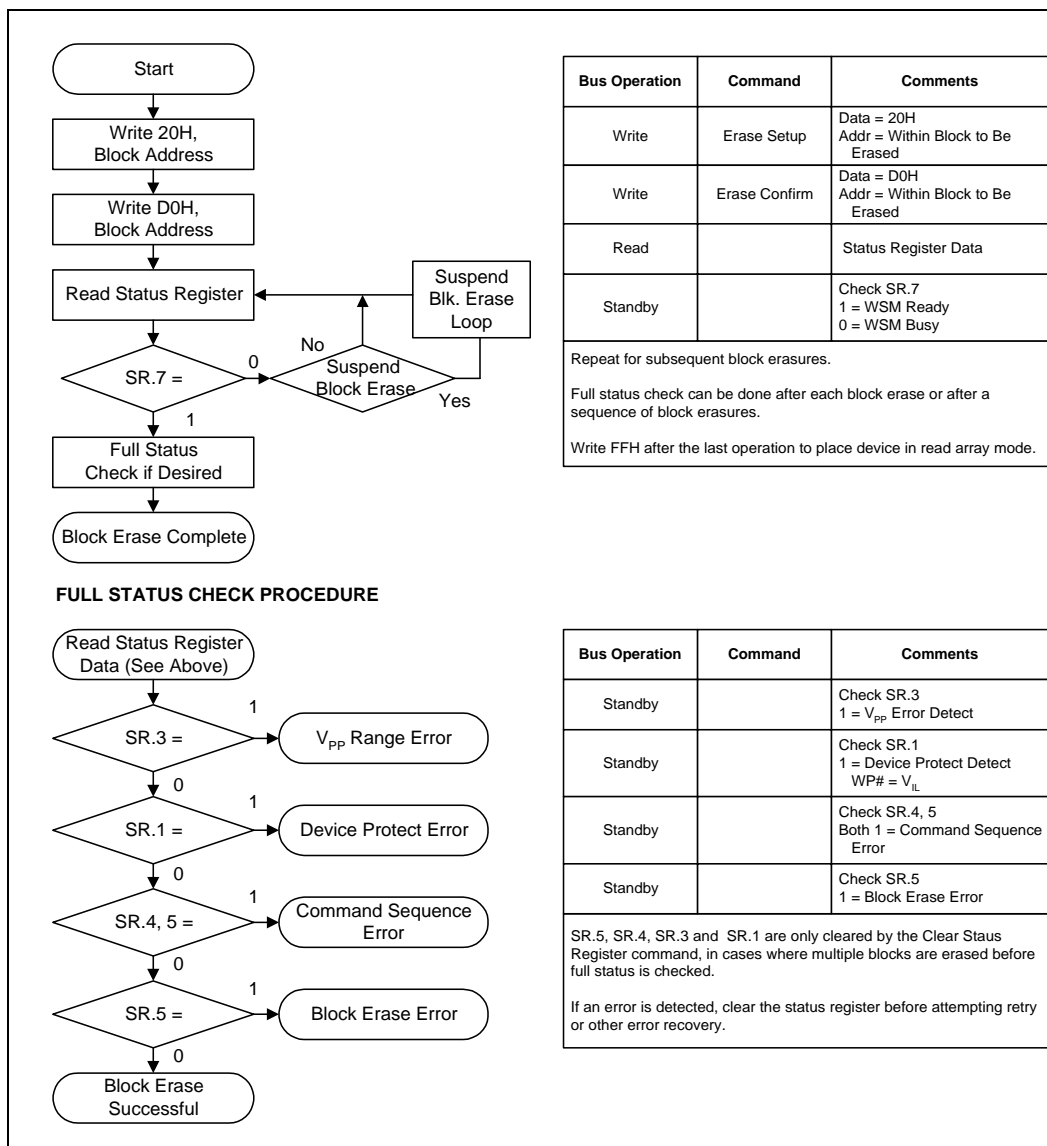 Start
Write 20H,
Block Address
Write D0H,
Block Address
Read Status Register
Suspend
Blk. Erase
Loop
SR.7 =
0
No
Suspend
Block Erase
Yes
1
Full Status
Check if Desired
Block Erase Complete
Bus Operation Command Comments
Write Erase Setup Data = 20H
Addr = Within Block to Be
Erased
Write Erase Confirm Data = D0H
Addr = Within Block to Be
Erased
Read Status Register Data
Standby Check SR.7
1 = WSM Ready
0 = WSM Busy
Repeat for subsequent block erasures.
Full status check can be done after each block erase or after a
sequence of block erasures.
Write FFH after the last operation to place device in read array mode.
FULL STATUS CHECK PROCEDURE
Read Status Register
Data (See Above)
SR.3 =
1
VPP Range Error
0
SR.1 =
1
Device Protect Error
0
SR.4, 5 =
1
Command Sequence
Error
0
SR.5 =
1
Block Erase Error
0
Block Erase
Successful
Bus Operation Command Comments
Standby Check SR.3
1 = VPP Error Detect
Standby Check SR.1
1 = Device Protect Detect
WP# = VIL
Standby Check SR.4, 5
Both 1 = Command Sequence
Error
Standby Check SR.5
1 = Block Erase Error
SR.5, SR.4, SR.3 and SR.1 are only cleared by the Clear Staus
Register command, in cases where multiple blocks are erased before
full status is checked.
If an error is detected, clear the status register before attempting retry
or other error recovery.